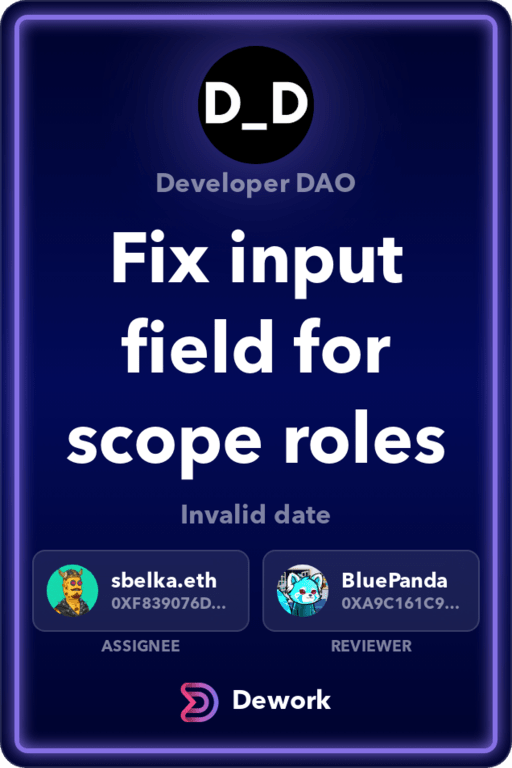 D_D
Developer DAO
Fix input
field for
scope roles
Invalid date
sbelka.eth
0XF839076D...
BluePanda
0XA9C161C9...
ASSIGNEE
REVIEWER
Dework